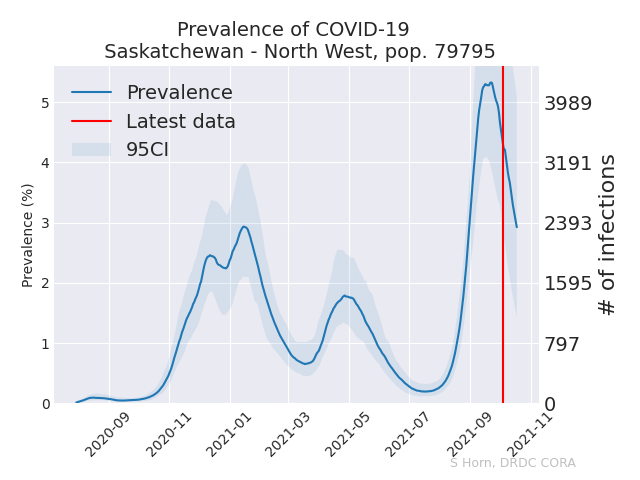 Prevalence of COVID-19
Saskatchewan - North West, pop. 79795
Prevalence
Latest data
95CI
Prevalence (%)
5
4
3
2
1
0
3989
3191
2393
1595
797
0
# of infections
2020-09
2020-11
2021-01
2021-03
2021-05
2021-07
2021-09
2021-11
S Horn, DRDC CORA